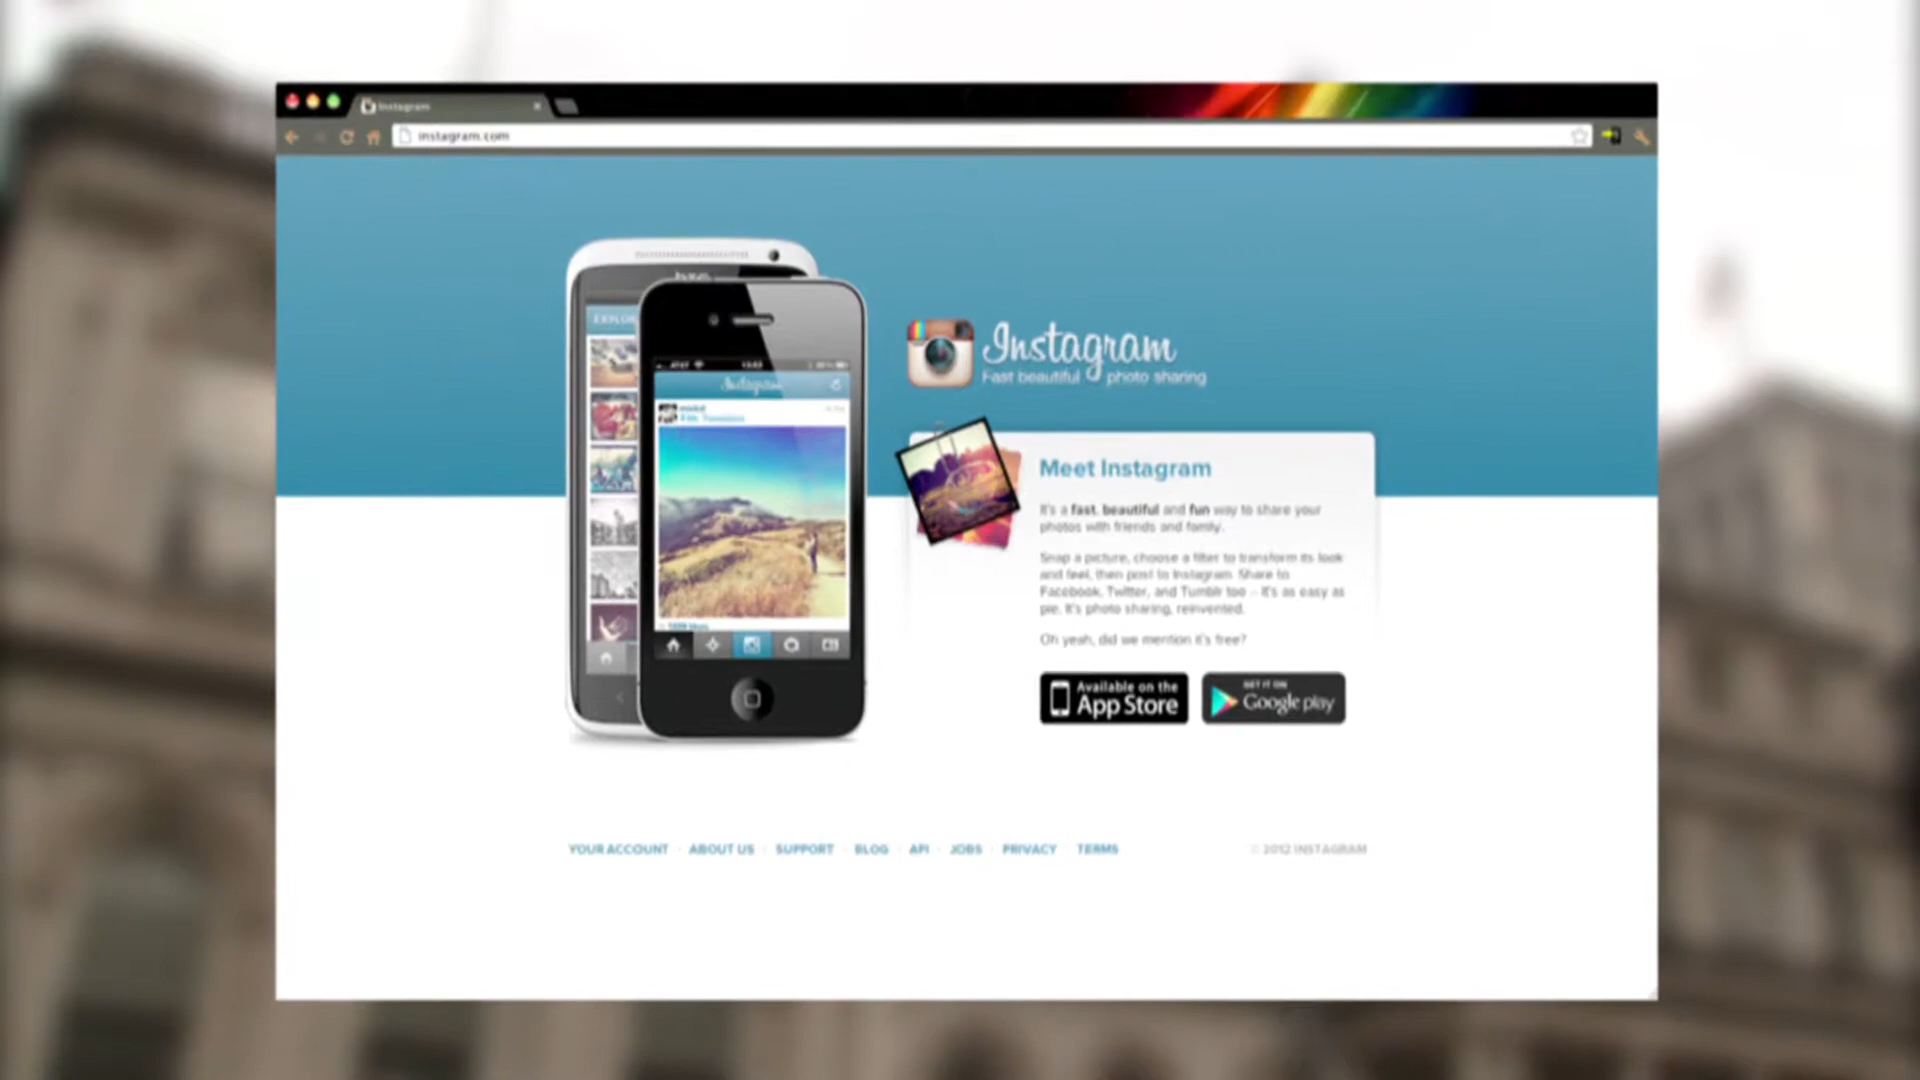 Instagram
instagram.com
htc
Instagram
Fast beautiful photo sharing
AT&T
Instagram
Meet Instagram
It's a fast, beautiful and fun way to share your
photos with friends and family.
Snap a picture, choose a filter to transform its look
and feel, then post to Instagram. Share to
Facebook, Twitter, and Tumblr too – it's as easy as
pie. It's photo sharing, reinvented.
Oh yeah, did we mention it's free?
Available on the
App Store
GET IT ON
Google play
YOUR ACCOUNT · ABOUT US · SUPPORT · BLOG · API · JOBS · PRIVACY · TERMS
© 2012 INSTAGRAM